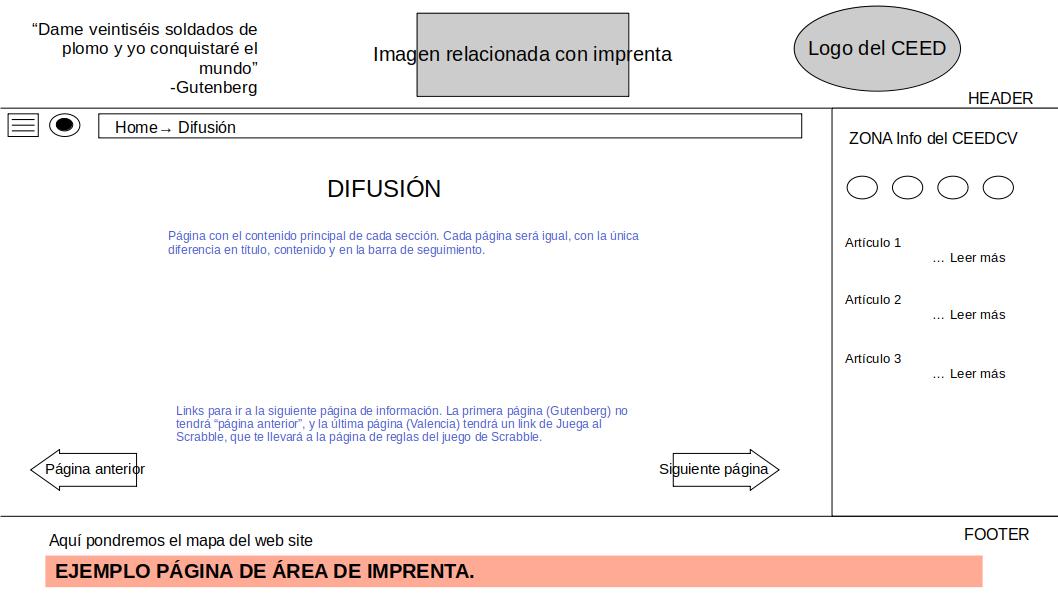 “Dame veintiséis soldados de
plomo y yo conquistaré el
mundo”
-Gutenberg
Imagen relacionada con imprenta
Logo del CEED
HEADER
Home→ Difusión
ZONA Info del CEEDCV
DIFUSIÓN
Página con el contenido principal de cada sección. Cada página será igual, con la única
diferencia en título, contenido y en la barra de seguimiento.
Artículo 1
... Leer más
Artículo 2
... Leer más
Artículo 3
... Leer más
Links para ir a la siguiente página de información. La primera página (Gutenberg) no
tendrá “página anterior”, y la última página (Valencia) tendrá un link de Juega al
Scrabble, que te llevará a la página de reglas del juego de Scrabble.
Página anterior
Siguiente página
FOOTER
Aquí pondremos el mapa del web site
EJEMPLO PÁGINA DE ÁREA DE IMPRENTA.